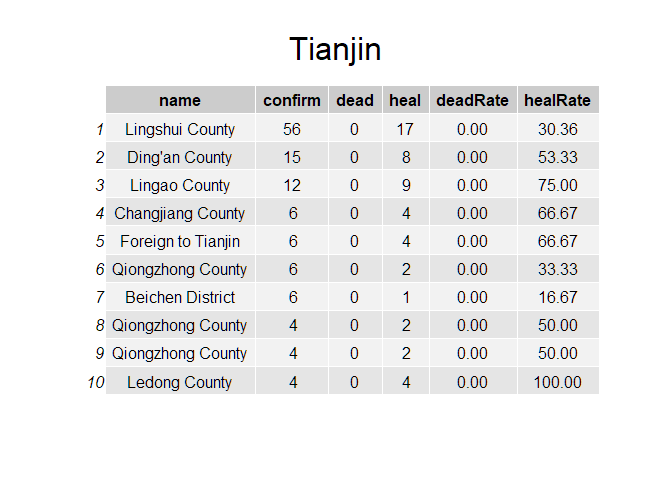 Tianjin
name confirm dead heal deadRate healRate
1 Lingshui County 56 0 17 0.00 30.36
2 Ding'an County 15 0 8 0.00 53.33
3 Lingao County 12 0 9 0.00 75.00
4 Changjiang County 6 0 4 0.00 66.67
5 Foreign to Tianjin 6 0 4 0.00 66.67
6 Qiongzhong County 6 0 2 0.00 33.33
7 Beichen District 6 0 1 0.00 16.67
8 Qiongzhong County 4 0 2 0.00 50.00
9 Qiongzhong County 4 0 2 0.00 50.00
10 Ledong County 4 0 4 0.00 100.00